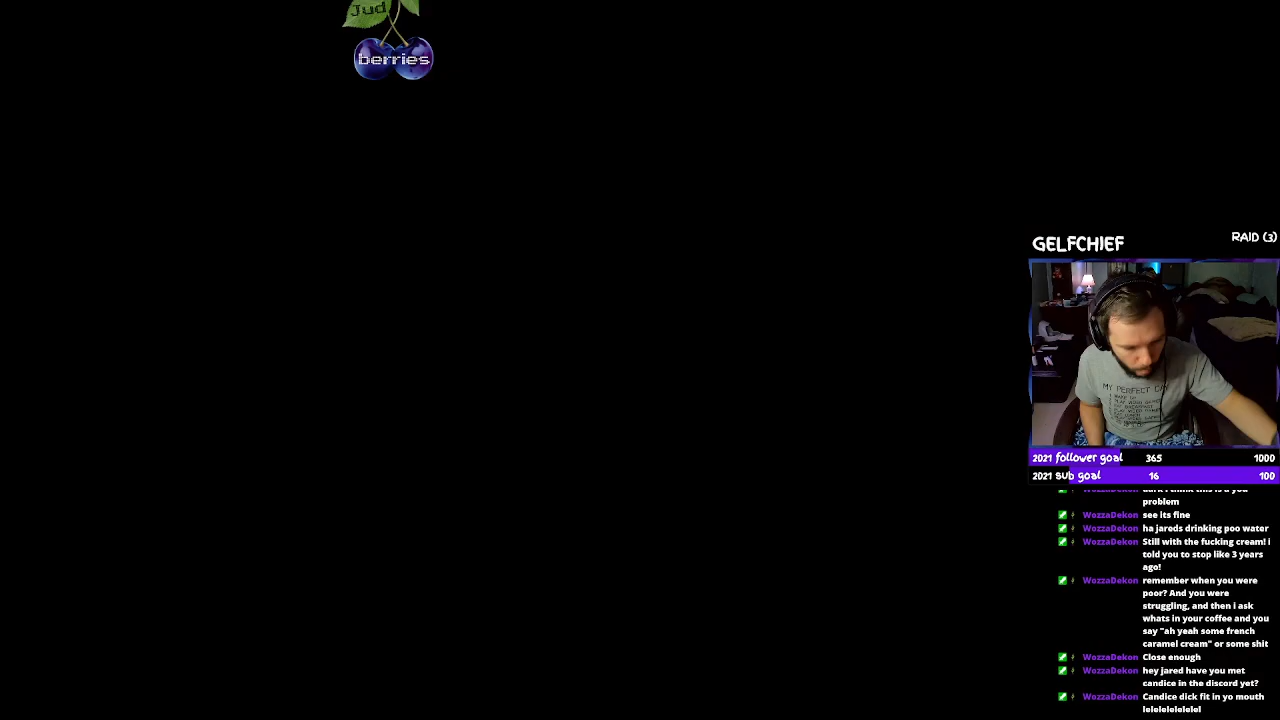 Jud
berries
GELFCHIEF
RAID (3)
MY PERFECT DAY
2021 follower goal 365 1000
2021 sub goal 16 100
problem
WozzaDekon see its fine
WozzaDekon ha jareds drinking poo water
WozzaDekon Still with the fucking cream! i
told you to stop like 3 years
ago!
WozzaDekon remember when you were
poor? And you were
struggling, and then i ask
whats in your coffee and you
say "ah yeah some french
caramel cream" or some shit
WozzaDekon Close enough
WozzaDekon hey jared have you met
candice in the discord yet?
WozzaDekon Candice dick fit in yo mouth
lelelelelelele!